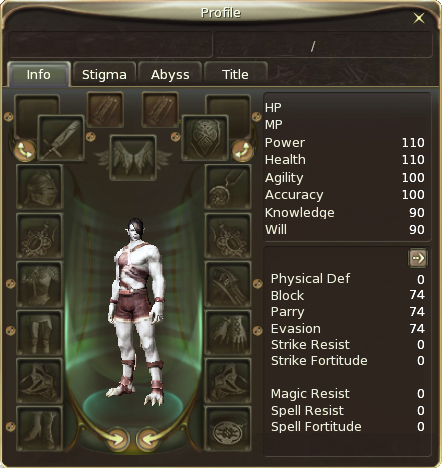 Profile
/
Info Stigma Abyss Title
HP
MP
Power 110
Health 110
Agility 100
Accuracy 100
Knowledge 90
Will 90
Physical Def 0
Block 74
Parry 74
Evasion 74
Strike Resist 0
Strike Fortitude 0
Magic Resist 0
Spell Resist 0
Spell Fortitude 0